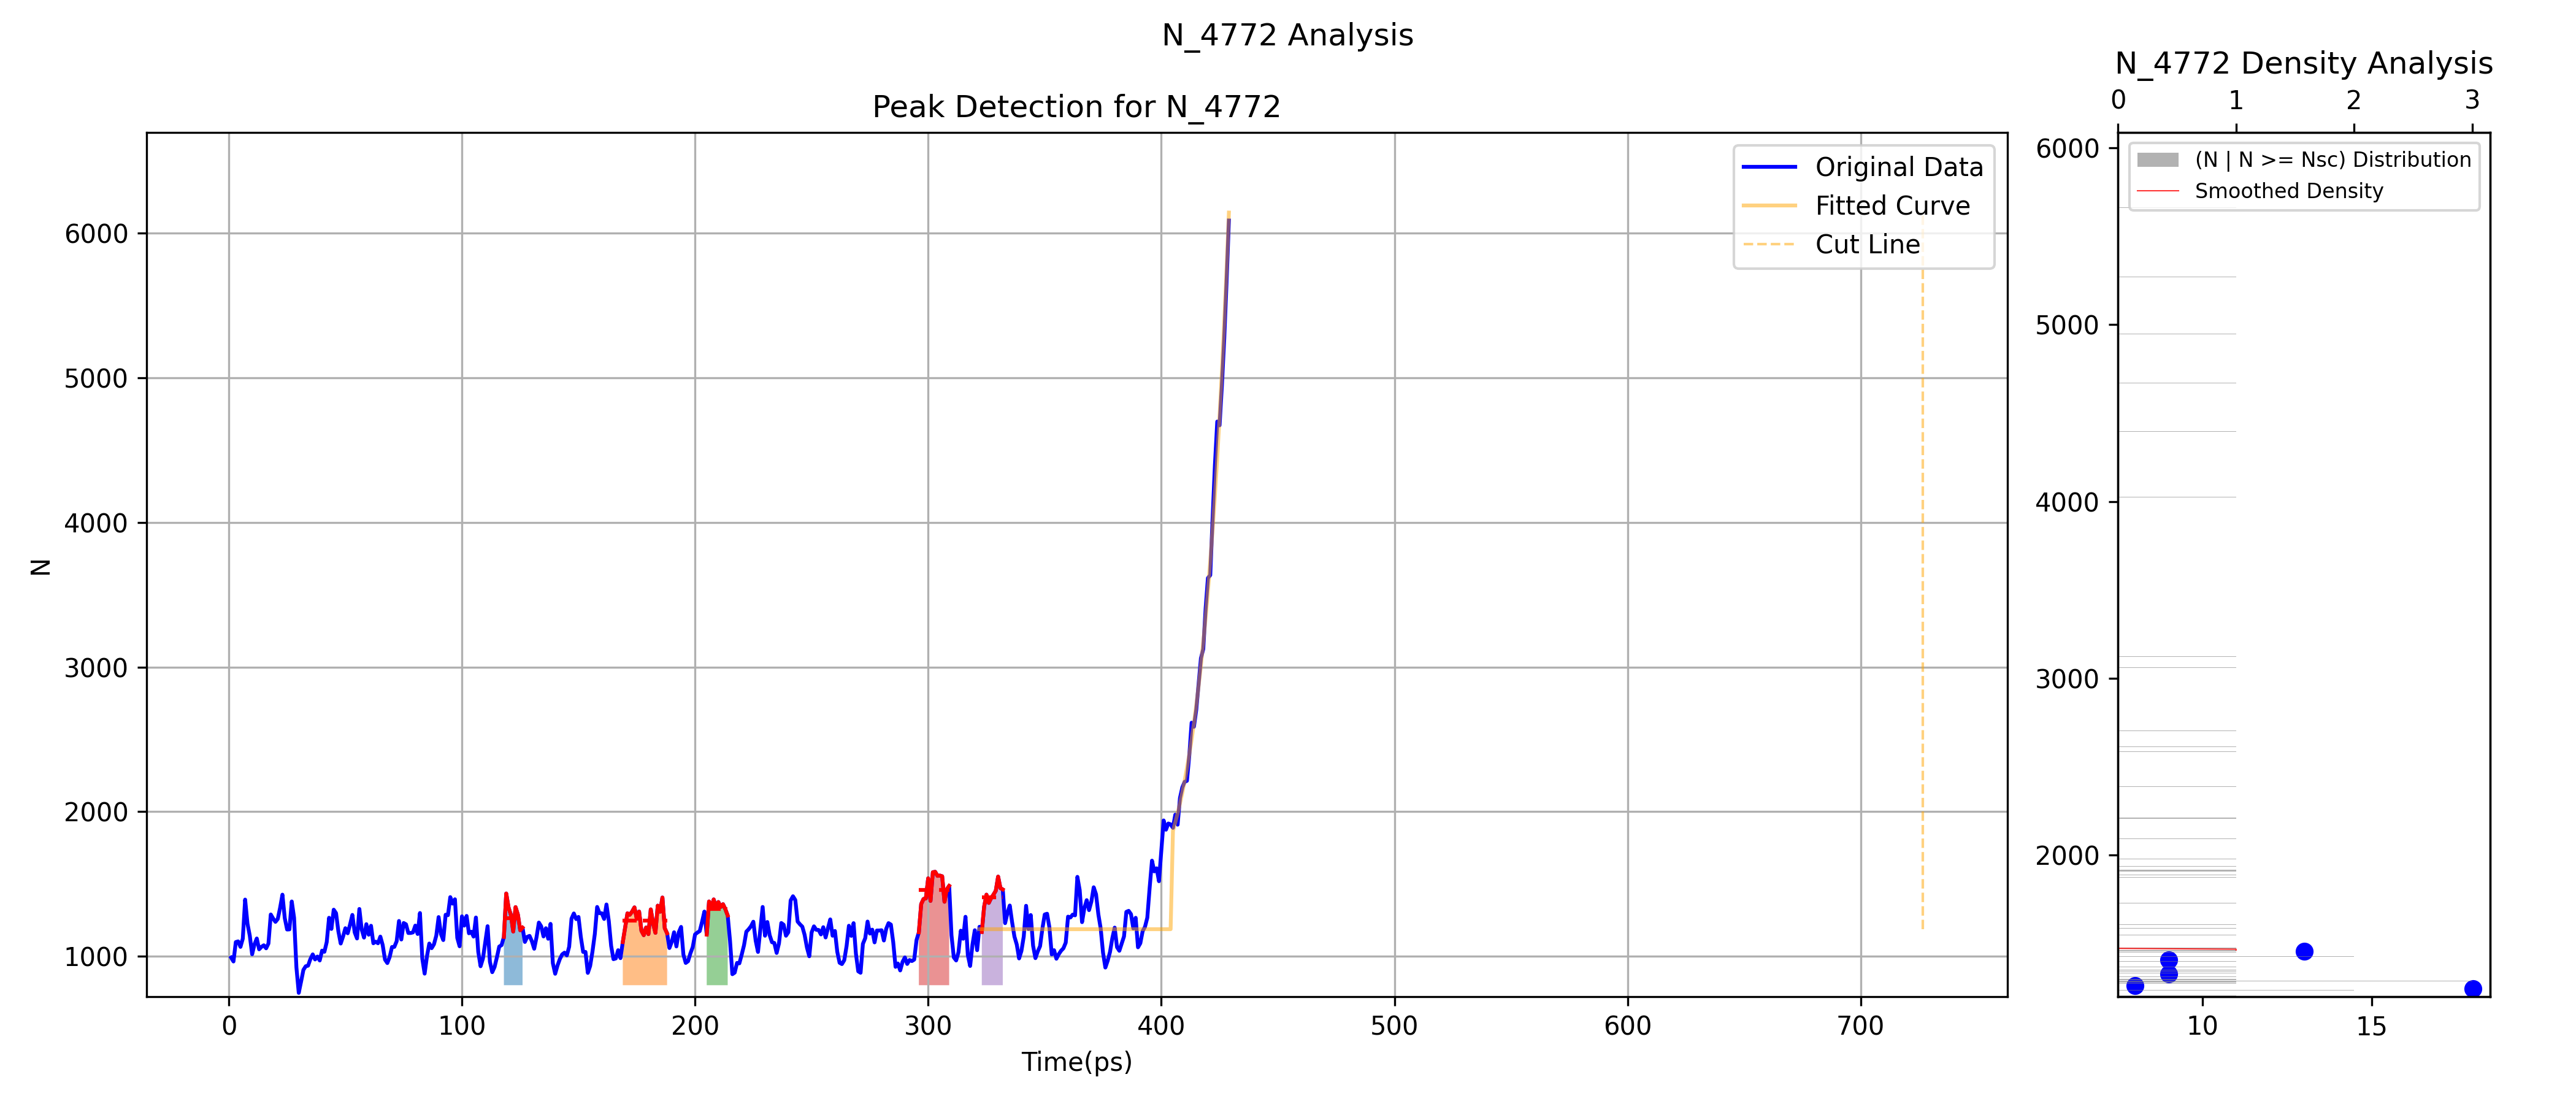 N_4772 Analysis
Peak Detection for N_4772
N
6000
5000
4000
3000
2000
1000
0 100 200 300 400 500 600 700
Time(ps)
Original Data
Fitted Curve
Cut Line
N_4772 Density Analysis
0 1 2 3
6000
5000
4000
3000
2000
10 15
(N | N >= Nsc) Distribution
Smoothed Density